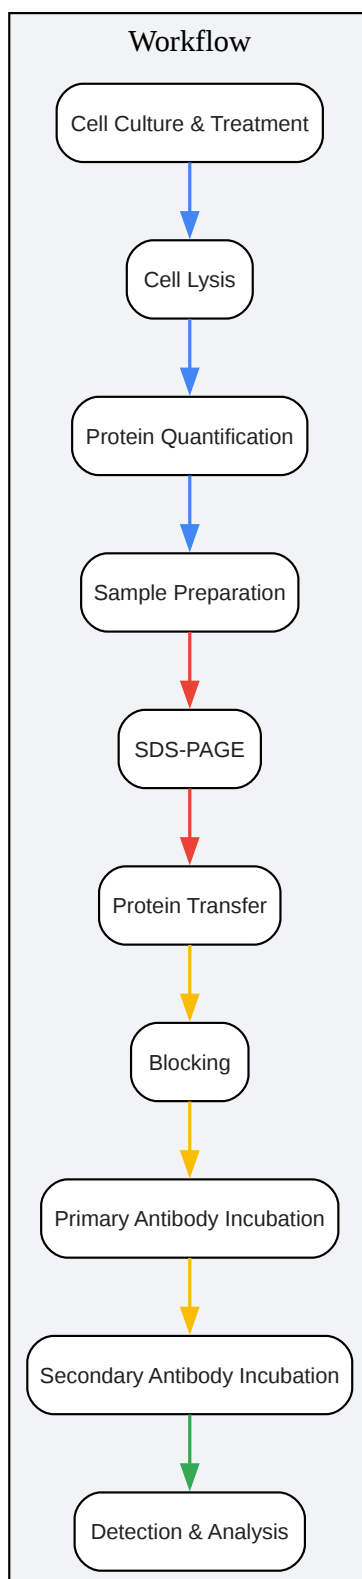 Workflow
Cell Culture & Treatment
Cell Lysis
Protein Quantification
Sample Preparation
SDS-PAGE
Protein Transfer
Blocking
Primary Antibody Incubation
Secondary Antibody Incubation
Detection & Analysis